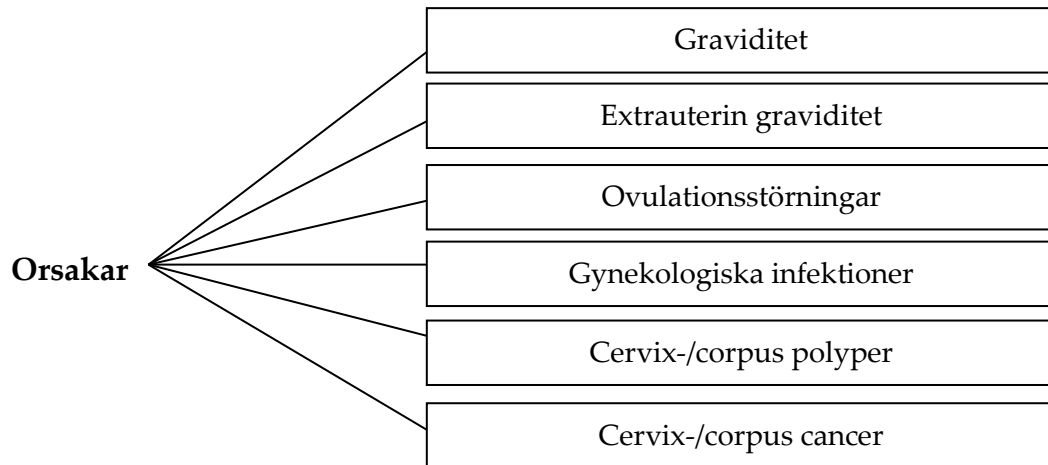 Graviditet
Extrauterin graviditet
Ovulationsstörningar
Orsakar
Gynekologiska infektioner
Cervix-/corpus polyper
Cervix-/corpus cancer